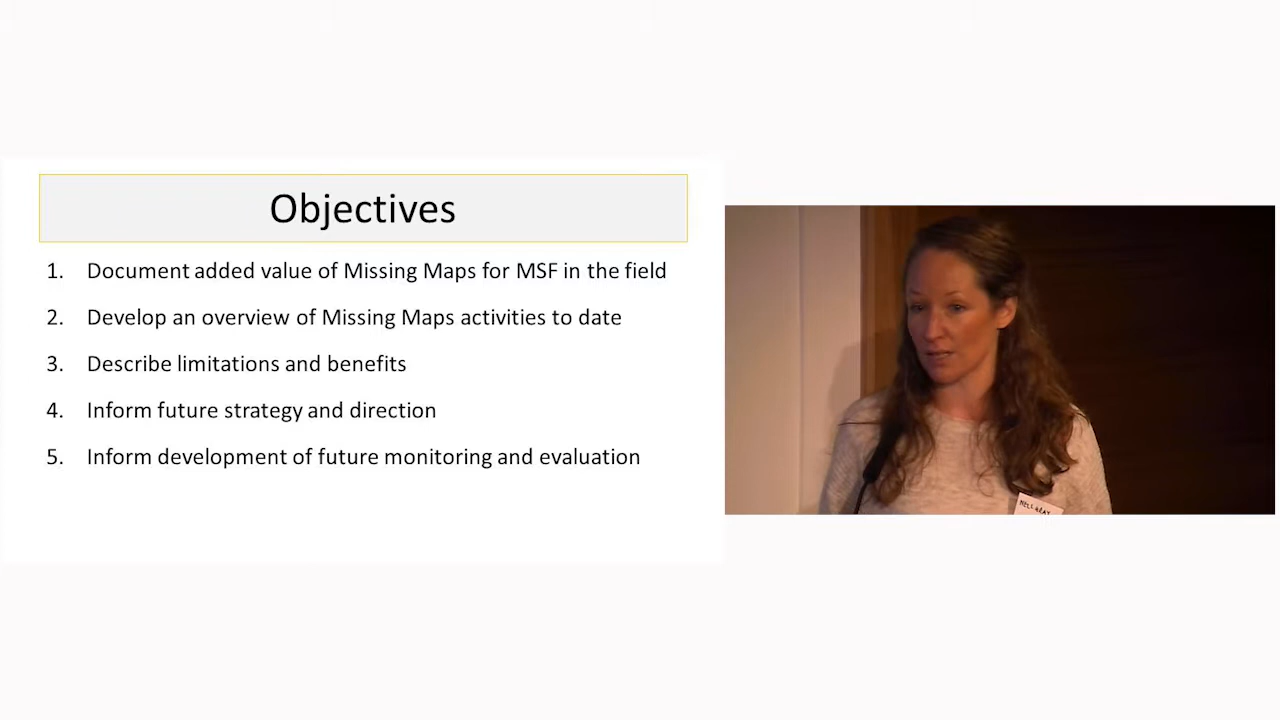 Objectives
1. Document added value of Missing Maps for MSF in the field
2. Develop an overview of Missing Maps activities to date
3. Describe limitations and benefits
4. Inform future strategy and direction
5. Inform development of future monitoring and evaluation